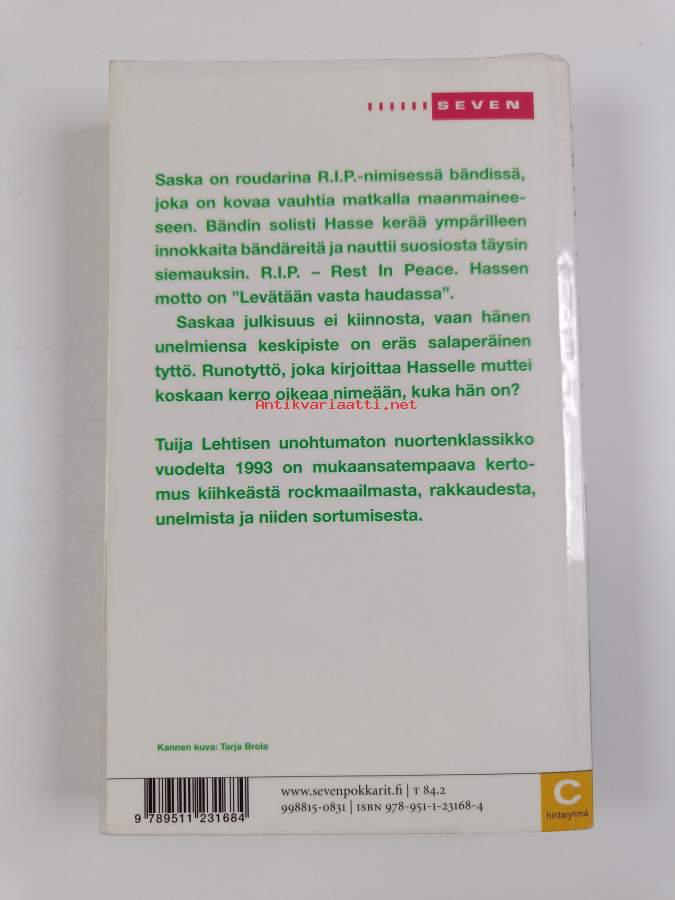 SEVEN
Saska on roudarina R.I.P.-nimisessä bändissä,
joka on kovaa vauhtia matkalla maanmainee-
seen. Bändin solisti Hasse kerää ympärilleen
innokkaita bändäreitä ja nauttii suosiosta täysin
siemauksin. R.I.P. – Rest In Peace. Hassen
motto on ”Levätään vasta haudassa”.
Saskaa julkisuus ei kiinnosta, vaan hänen
unelmiensa keskipiste on eräs salaperäinen
tyttö. Runotyttö, joka kirjoittaa Hasselle muttei
koskaan kerro oikeaa nimeään, kuka hän on?
Antikvariaatti.net
Tuija Lehtisen unohtumaton nuortenklassikko
vuodelta 1993 on mukaansatempaava kerto-
mus kiihkeästä rockmaailmasta, rakkaudesta,
unelmista ja niiden sortumisesta.
Kannen kuva: Tarja Brola
www.sevenpokkarit.fi | T 84.2
998815-0831 | ISBN 978-951-1-23168-4
9 789511 231684
C
hintaryhmä